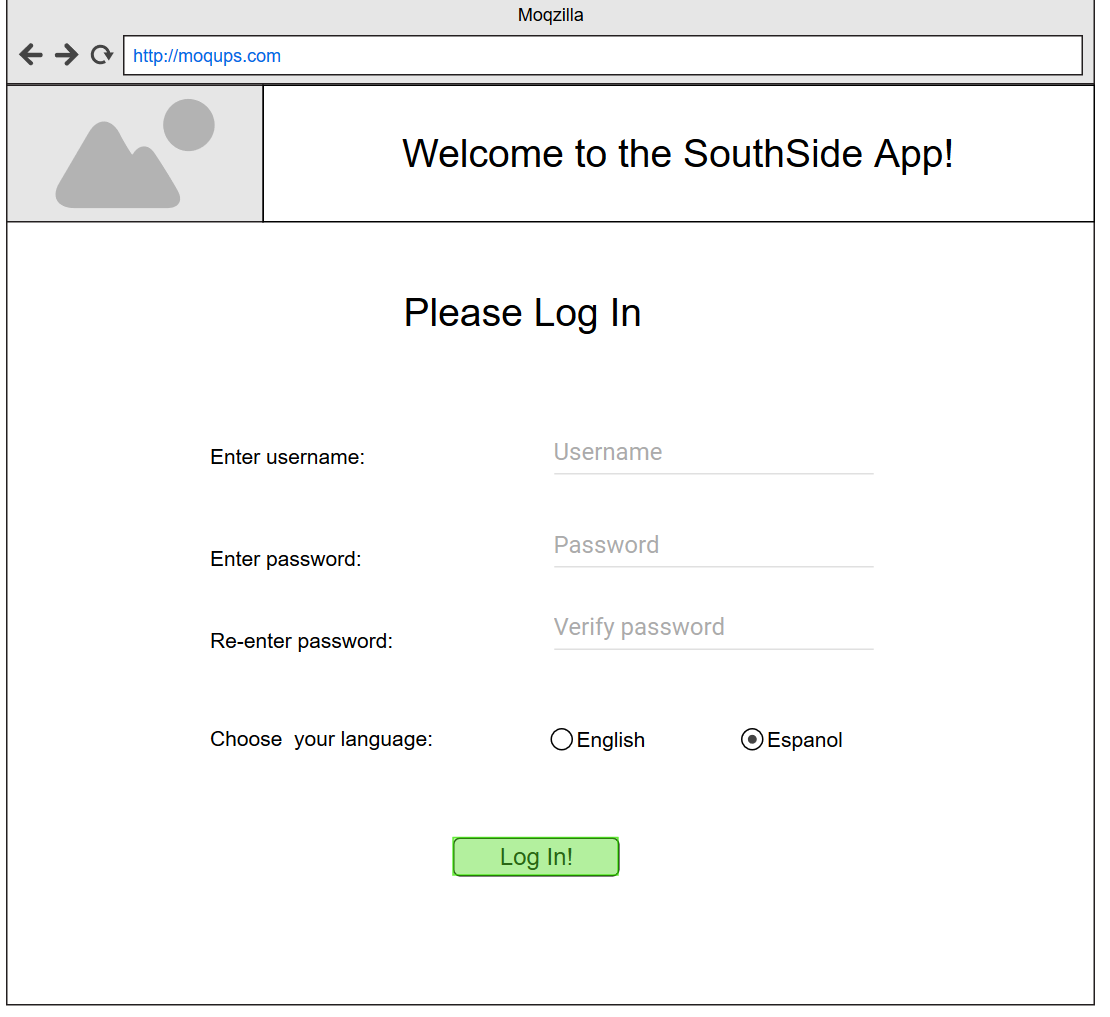 Moqzilla
http://moqups.com
Welcome to the SouthSide App!
Please Log In
Enter username: Username
Enter password: Password
Re-enter password: Verify password
Choose  your language: English Espanol
Log In!